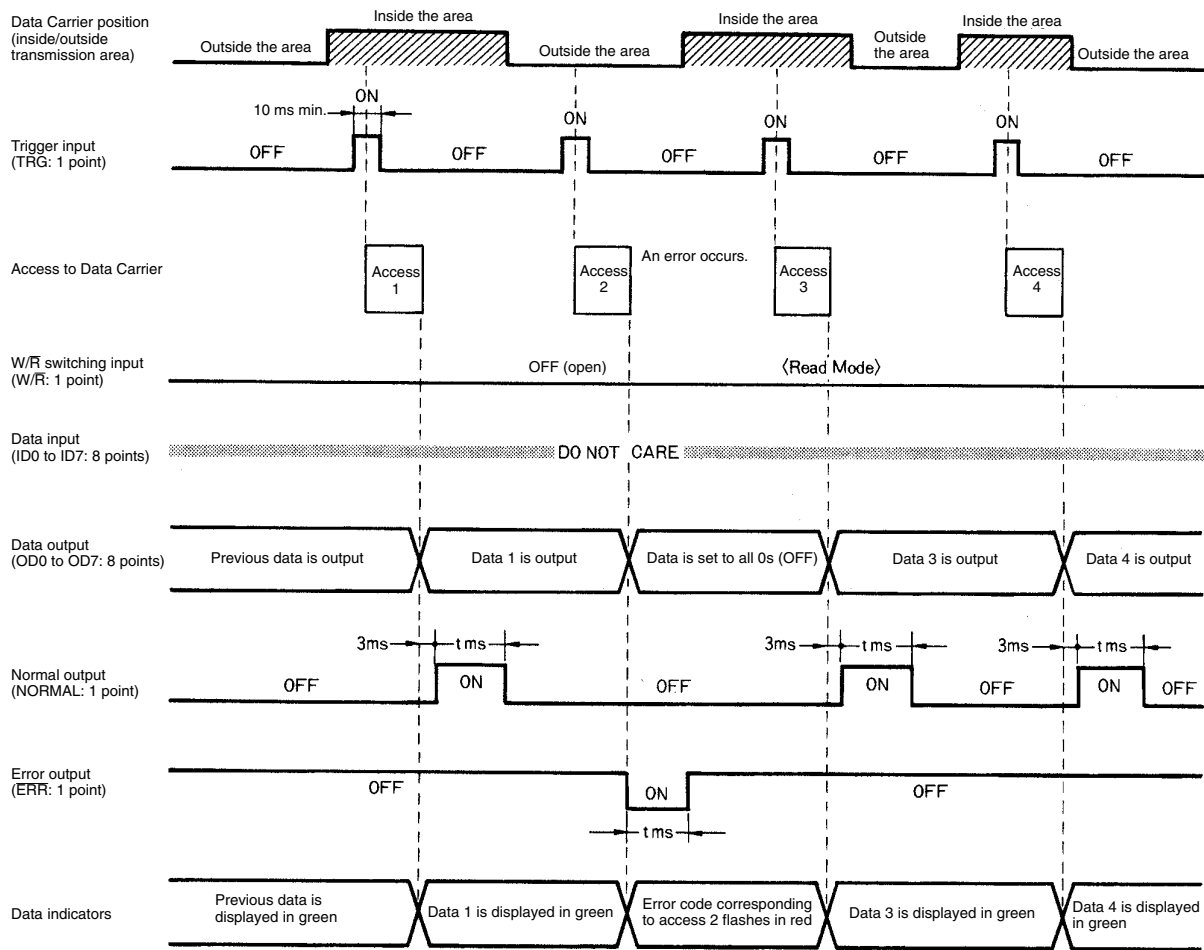 Data Carrier position
(inside/outside
transmission area)
Outside the area
Inside the area
Outside the area
Inside the area
Outside
the area
Inside the area
Outside the area
10 ms min.
ON
ON
ON
ON
Trigger input
(TRG: 1 point)
OFF
OFF
OFF
OFF
OFF
Access to Data Carrier
Access
1
Access
2
An error occurs.
Access
3
Access
4
W/R̅ switching input
(W/R̅: 1 point)
OFF (open)
〈Read Mode〉
Data input
(ID0 to ID7: 8 points)
DO NOT CARE
Data output
(OD0 to OD7: 8 points)
Previous data is output
Data 1 is output
Data is set to all 0s (OFF)
Data 3 is output
Data 4 is output
3ms
t ms
3ms
t ms
3ms
t ms
Normal output
(NORMAL: 1 point)
OFF
ON
OFF
ON
OFF
ON
OFF
Error output
(E̅R̅R̅: 1 point)
OFF
ON
OFF
t ms
Data indicators
Previous data is
displayed in green
Data 1 is displayed in green
Error code corresponding
to access 2 flashes in red
Data 3 is displayed in green
Data 4 is displayed
in green